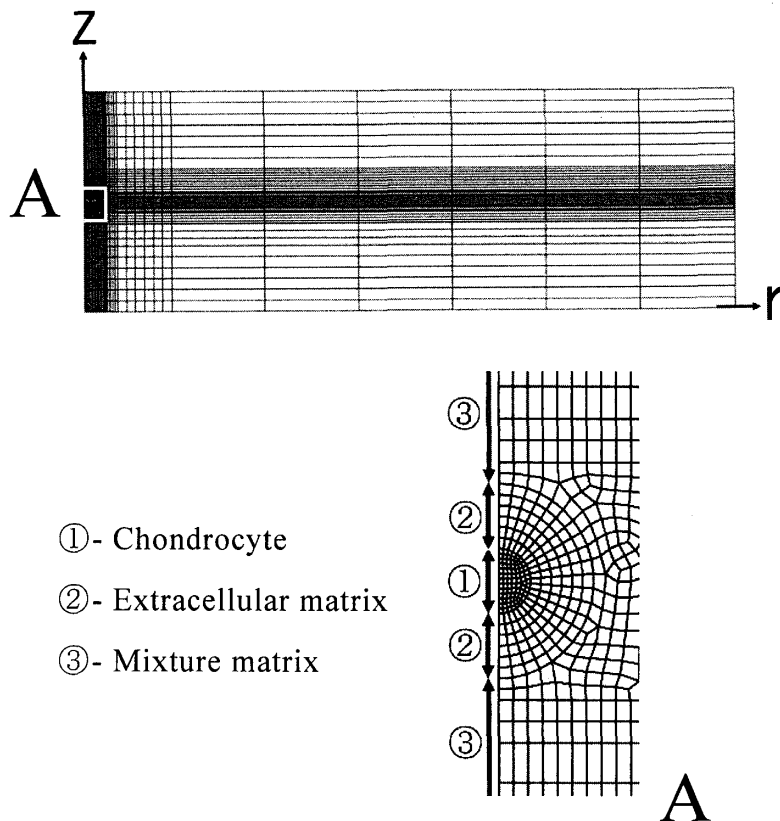 z
A
r
③
②
①
②
③
①- Chondrocyte
②- Extracellular matrix
③- Mixture matrix
A